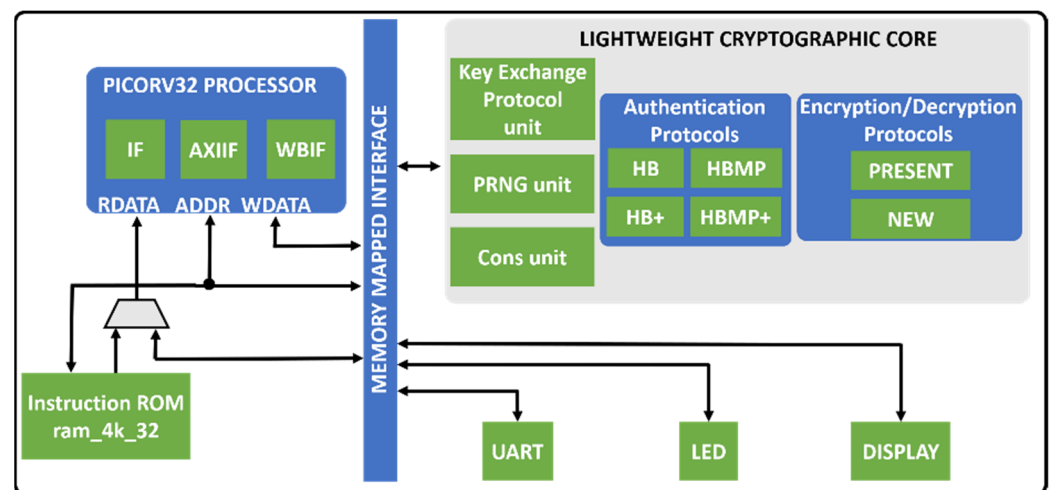 LIGHTWEIGHT CRYPTOGRAPHIC CORE
PICORV32 PROCESSOR
IF
AXIIF
WBIF
RDATA ADDR WDATA
MEMORY MAPPED INTERFACE
Key Exchange
Protocol
unit
PRNG unit
Cons unit
Authentication
Protocols
HB
HBMP
HB+
HBMP+
Encryption/Decryption
Protocols
PRESENT
NEW
Instruction ROM
ram_4k_32
UART
LED
DISPLAY